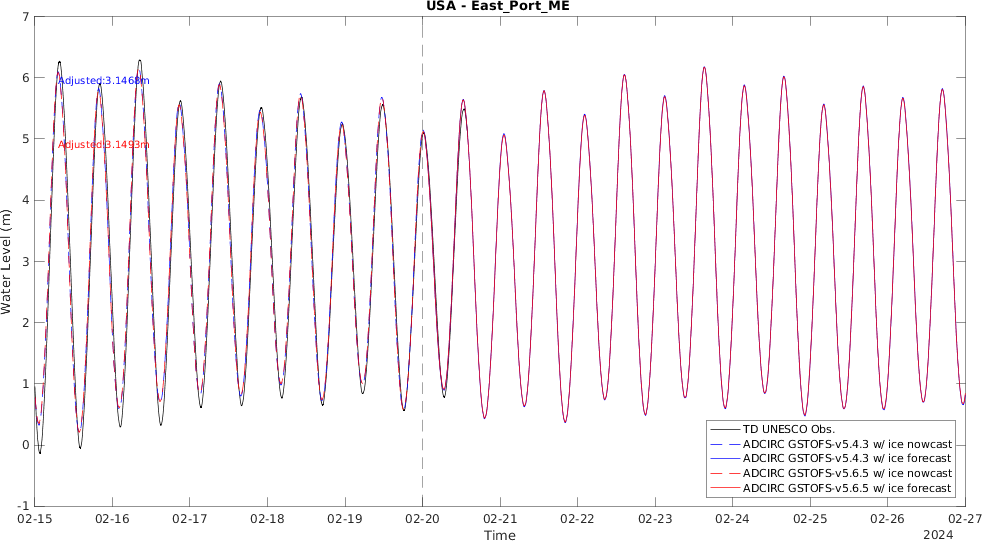 USA - East_Port_ME
7
6
5
4
3
2
1
0
-1
Water Level (m)
Adjusted:3.1468m
Adjusted:3.1493m
TD UNESCO Obs.
ADCIRC GSTOFS-v5.4.3 w/ ice nowcast
ADCIRC GSTOFS-v5.4.3 w/ ice forecast
ADCIRC GSTOFS-v5.6.5 w/ ice nowcast
ADCIRC GSTOFS-v5.6.5 w/ ice forecast
02-15 02-16 02-17 02-18 02-19 02-20 02-21 02-22 02-23 02-24 02-25 02-26 02-27
Time
2024